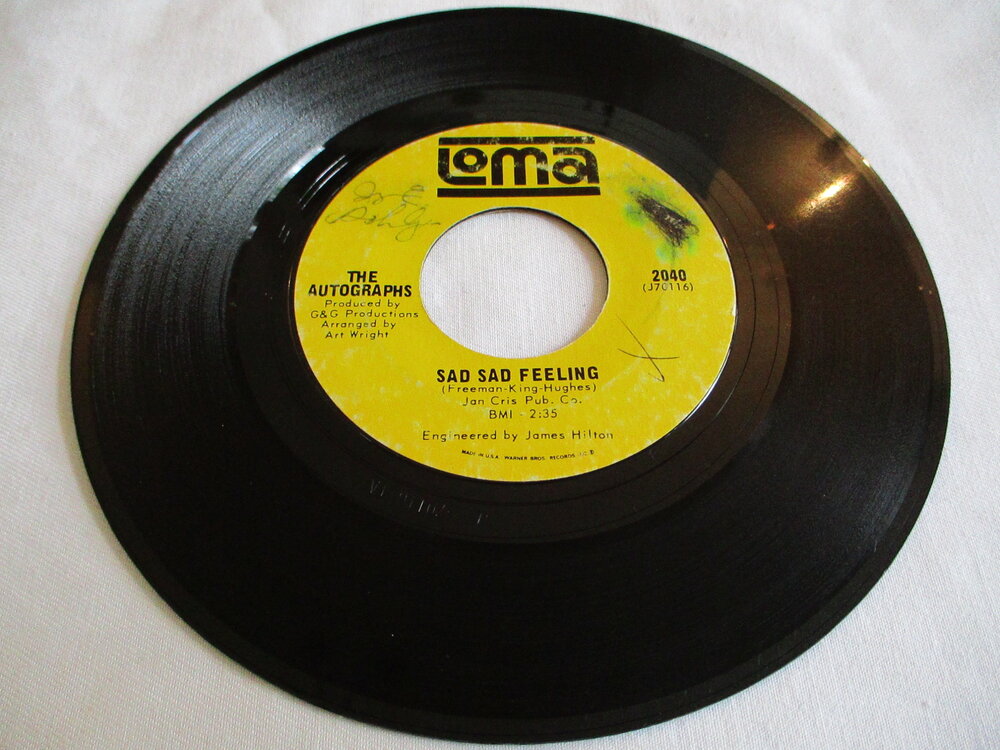 Loma
THE
AUTOGRAPHS
Produced by
G&G Productions
Arranged by
Art Wright
2040
(J70116)
SAD SAD FEELING
(Freeman-King-Hughes)
Jan Cris Pub. Co.
BMI - 2:35
Engineered by James Hilton
MADE IN U.S.A. WARNER BROS. RECORDS